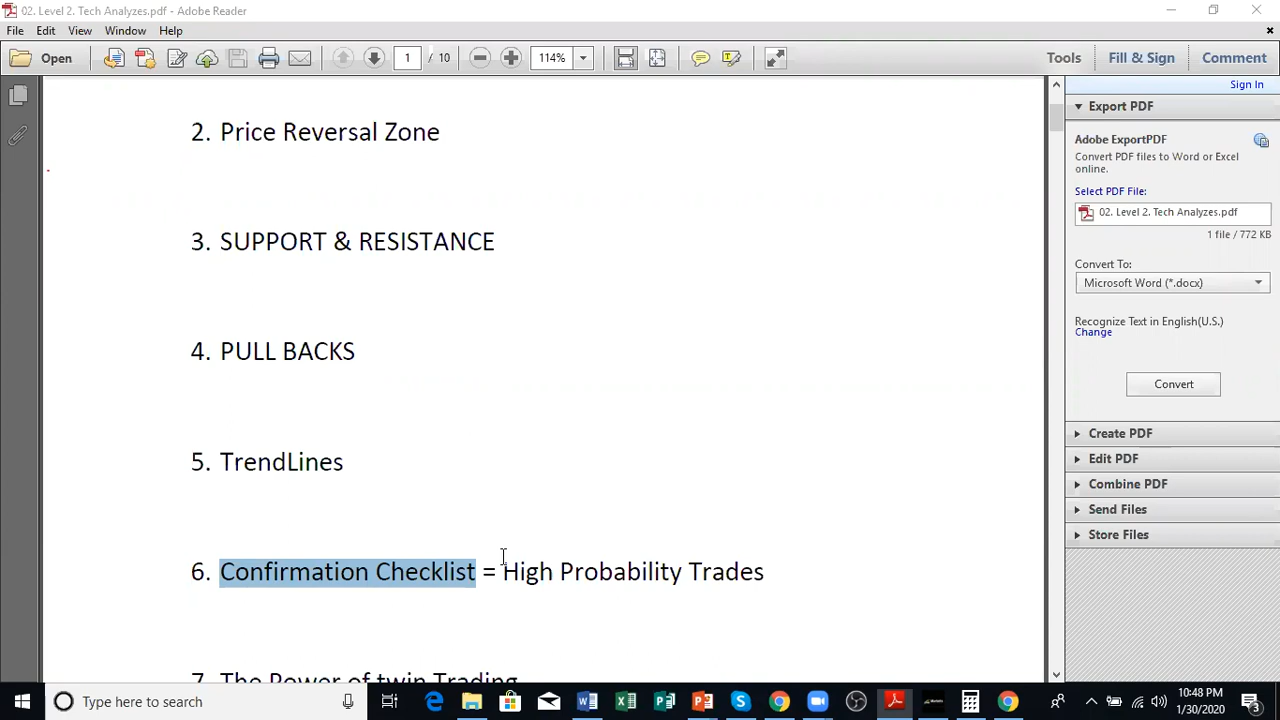 02. Level 2. Tech Analyzes.pdf - Adobe Reader
File Edit View Window Help
Open 1 / 10 114% Tools Fill & Sign Comment
Sign In
Export PDF
Adobe ExportPDF
Convert PDF files to Word or Excel
online.
Select PDF File:
02. Level 2. Tech Analyzes.pdf
1 file / 772 KB
Convert To:
Microsoft Word (*.docx)
Recognize Text in English(U.S.)
Change
Convert
Create PDF
Edit PDF
Combine PDF
Send Files
Store Files
2. Price Reversal Zone
3. SUPPORT & RESISTANCE
4. PULL BACKS
5. TrendLines
6. Confirmation Checklist = High Probability Trades
7. The Power of twin Trading
Type here to search
10:48 PM
1/30/2020
3